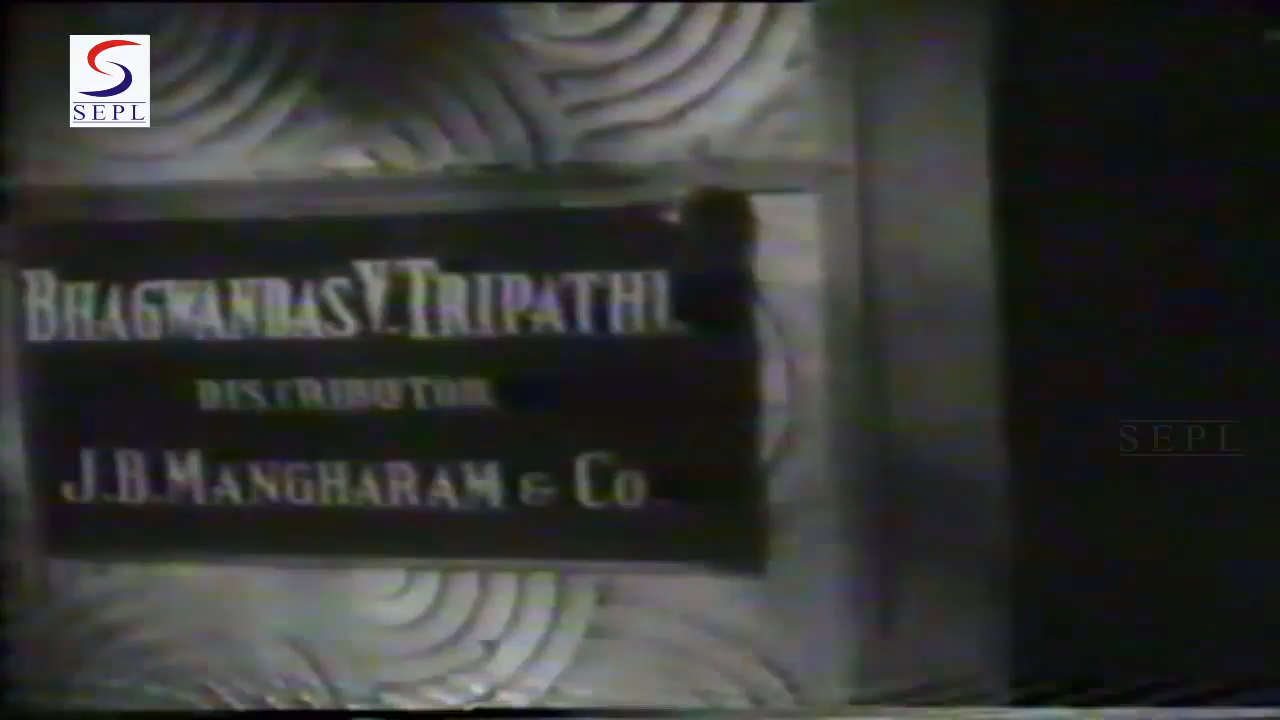 SEPL
BHAGWANDAS V. TRIPATHI.
DISTRIBUTOR
J.B. MANGHARAM & CO.
SEPL